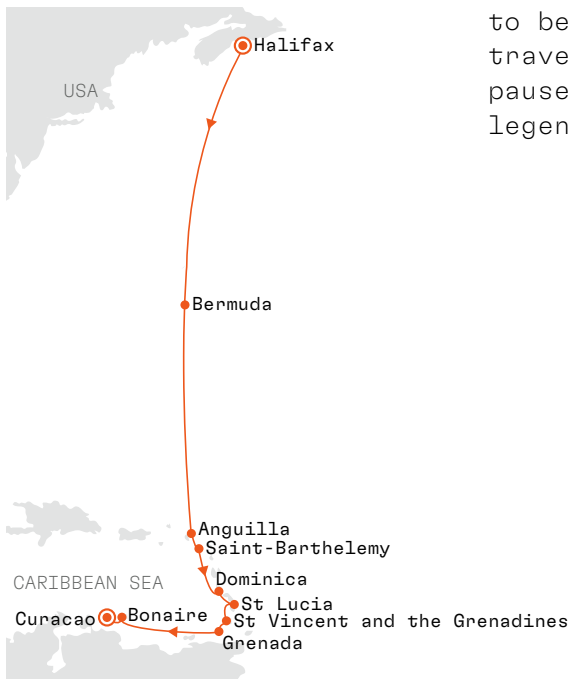 to be
trave
pause
legen
Halifax
USA
Bermuda
Anguilla
Saint-Barthelemy
CARIBBEAN SEA
Dominica
St Lucia
Curacao
Bonaire
St Vincent and the Grenadines
Grenada